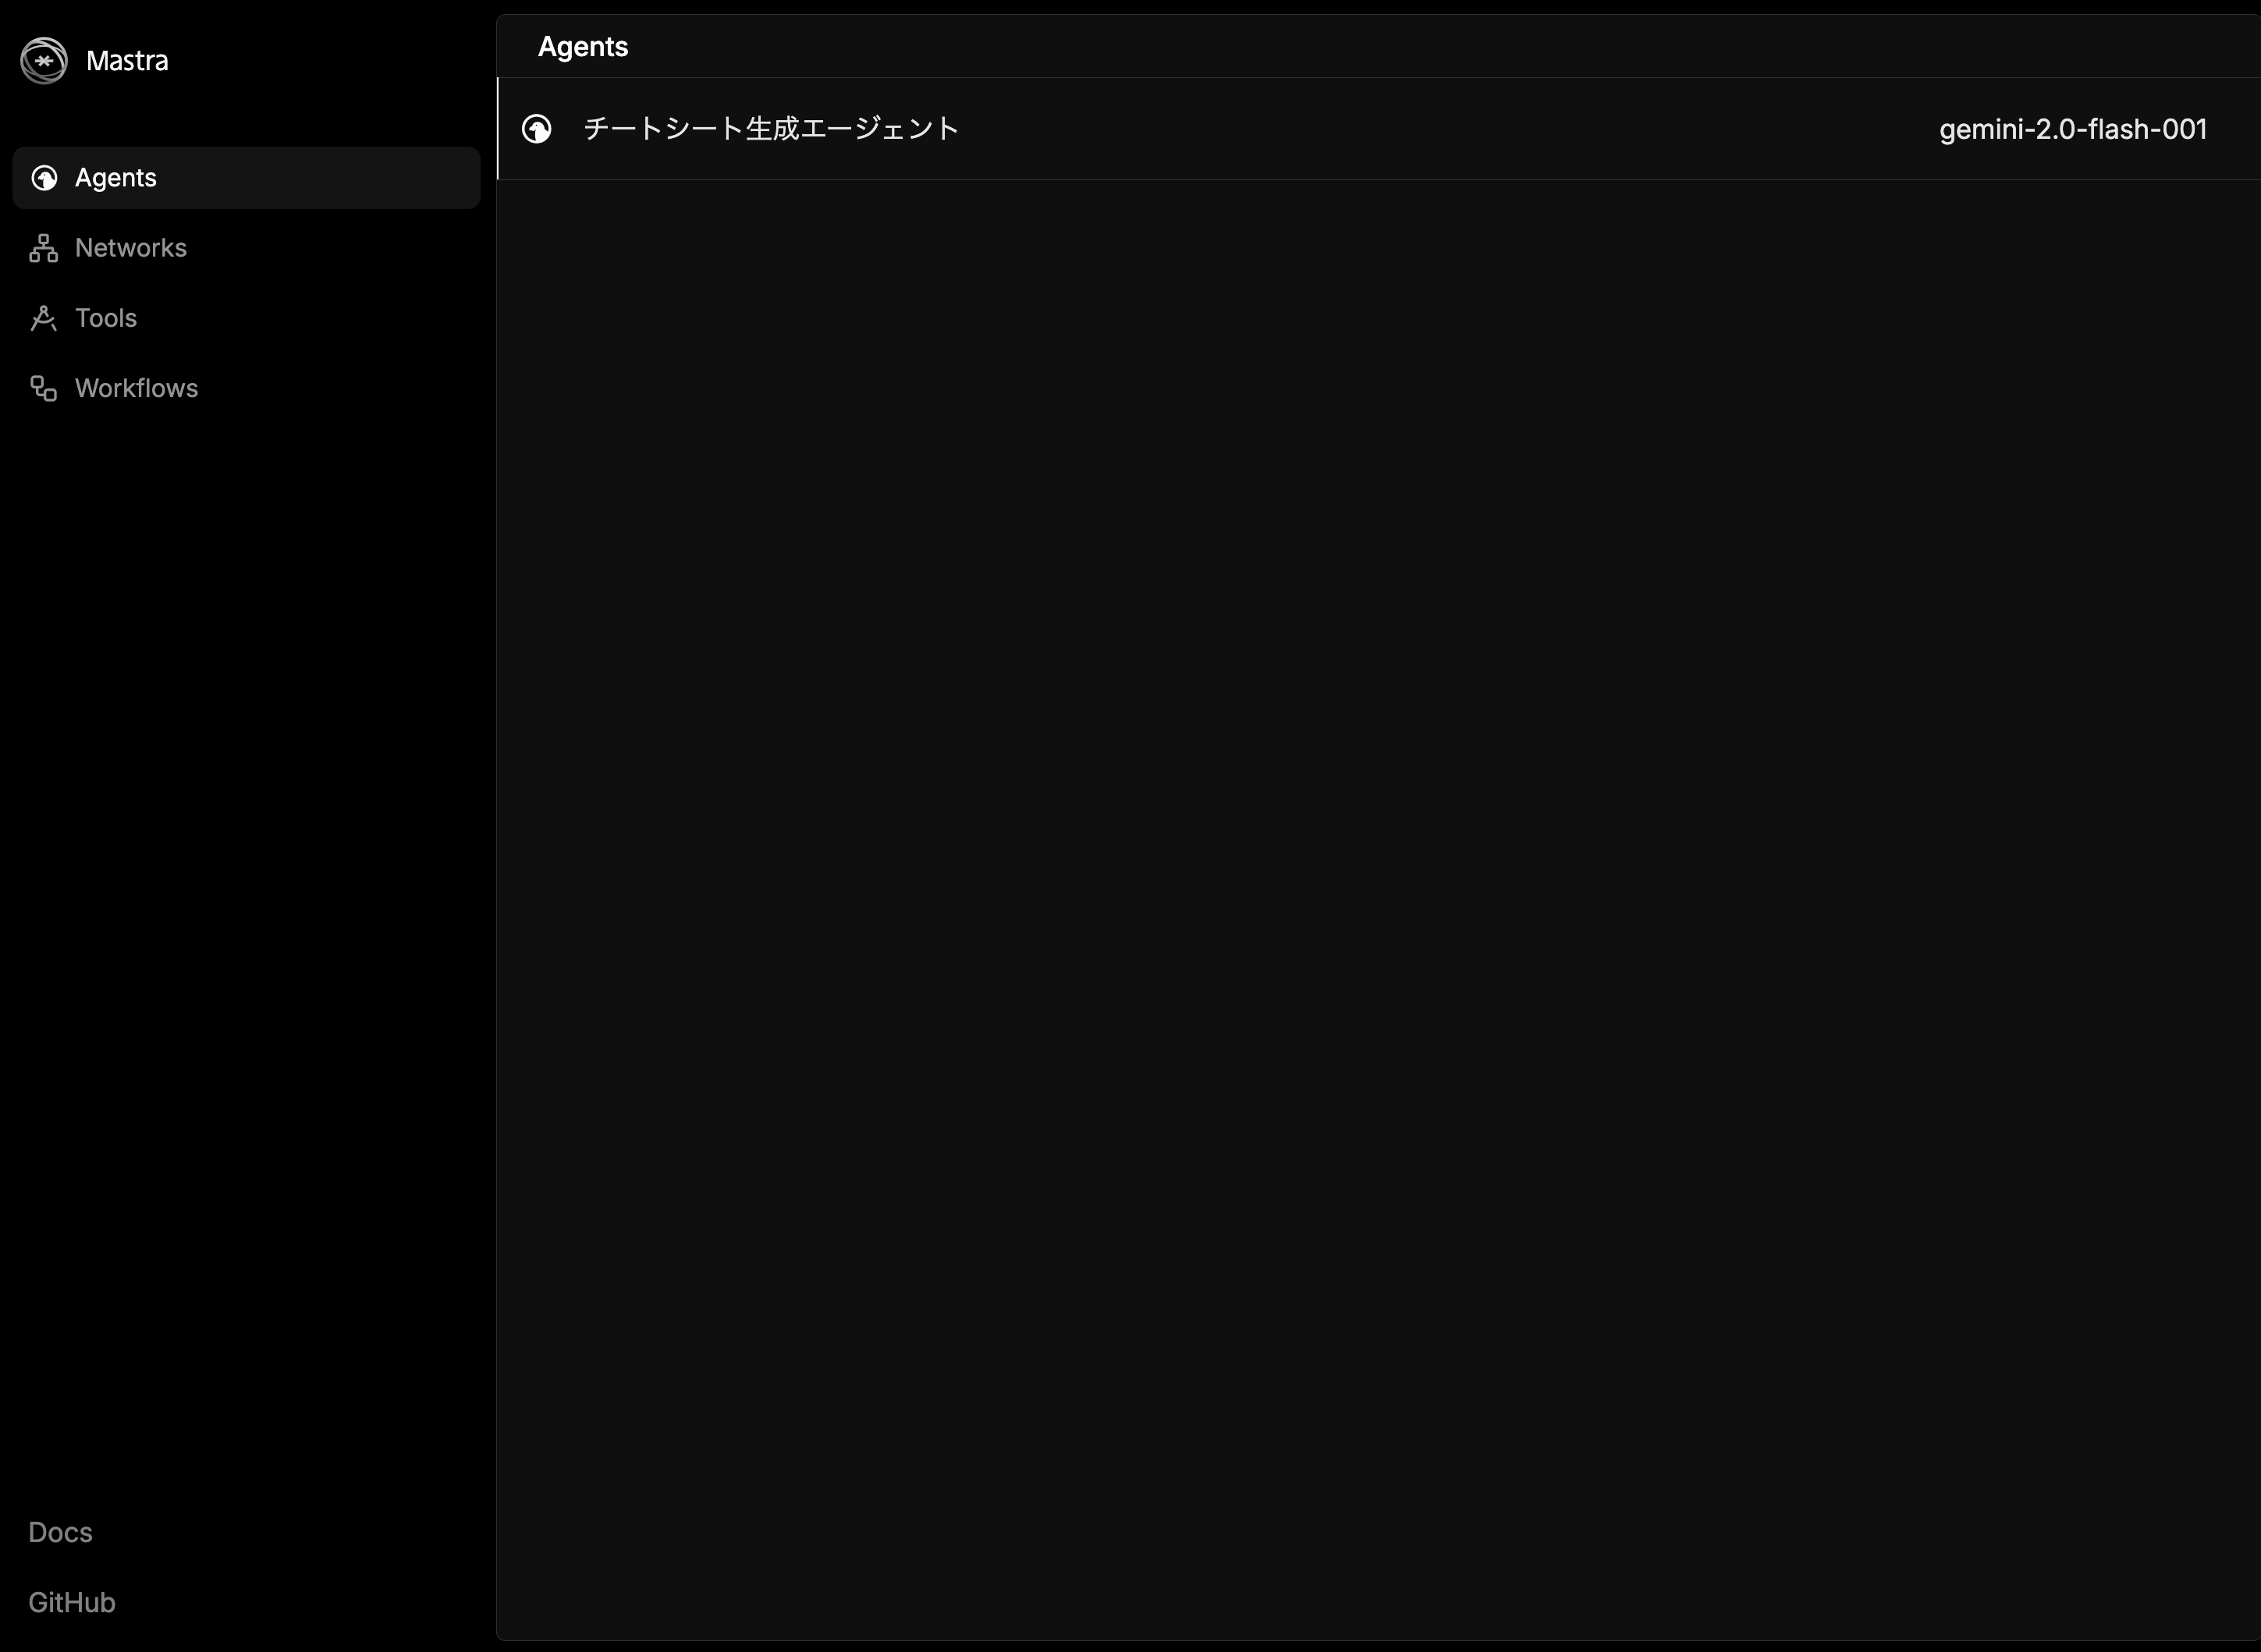 Mastra
Agents
Networks
Tools
Workflows
Docs
GitHub
Agents
チートシート生成エージェント
gemini-2.0-flash-001